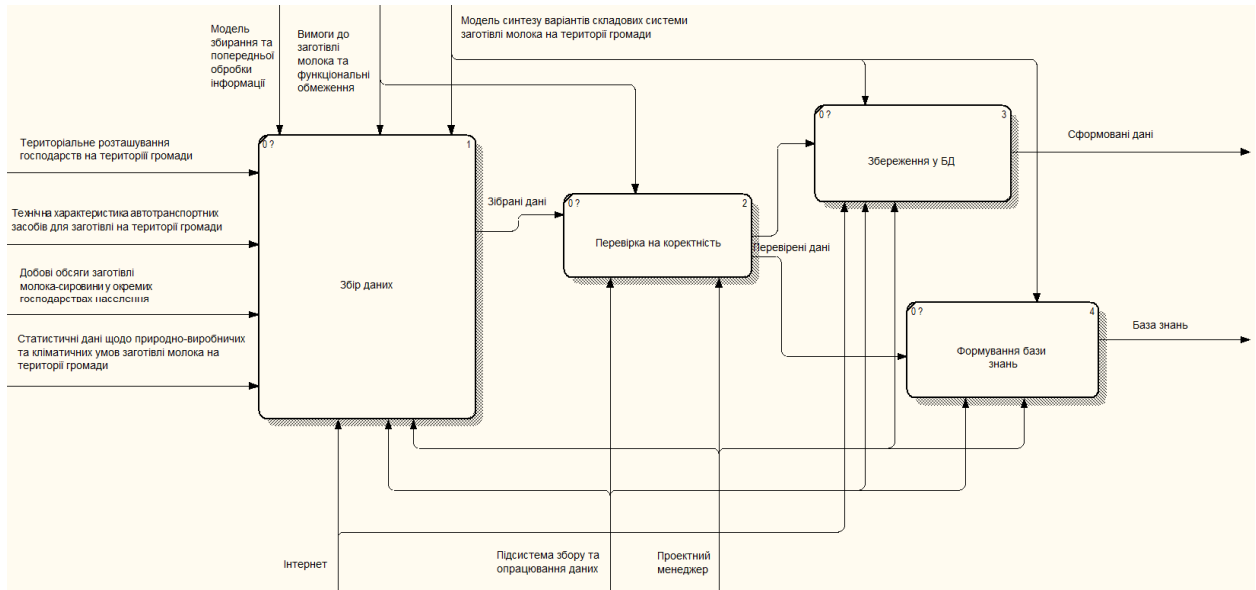 Модель
збирання та
попередньої
обробки
інформації
Вимоги до
заготівлі
молока та
функціональні
обмеження
Модель синтезу варіантів складових системи
заготівлі молока на території громади
Територіальне розташування
господарств на територіїї громади
Технічна характеристика автотранспортних
засобів для заготівлі на території громади
Добові обсяги заготівлі
молока-сировини у окремих
господарствах населення
Статистичні дані щодо природно-виробничих
та кліматичних умов заготівлі молока на
території громади
0 ?
1
Збір даних
Зібрані дані
0 ?
2
Перевірка на коректність
Перевірені дані
0 ?
3
Збереження у БД
Сформовані дані
0 ?
4
Формування бази
знань
База знань
Інтернет
Підсистема збору та
опрацювання даних
Проектний
менеджер